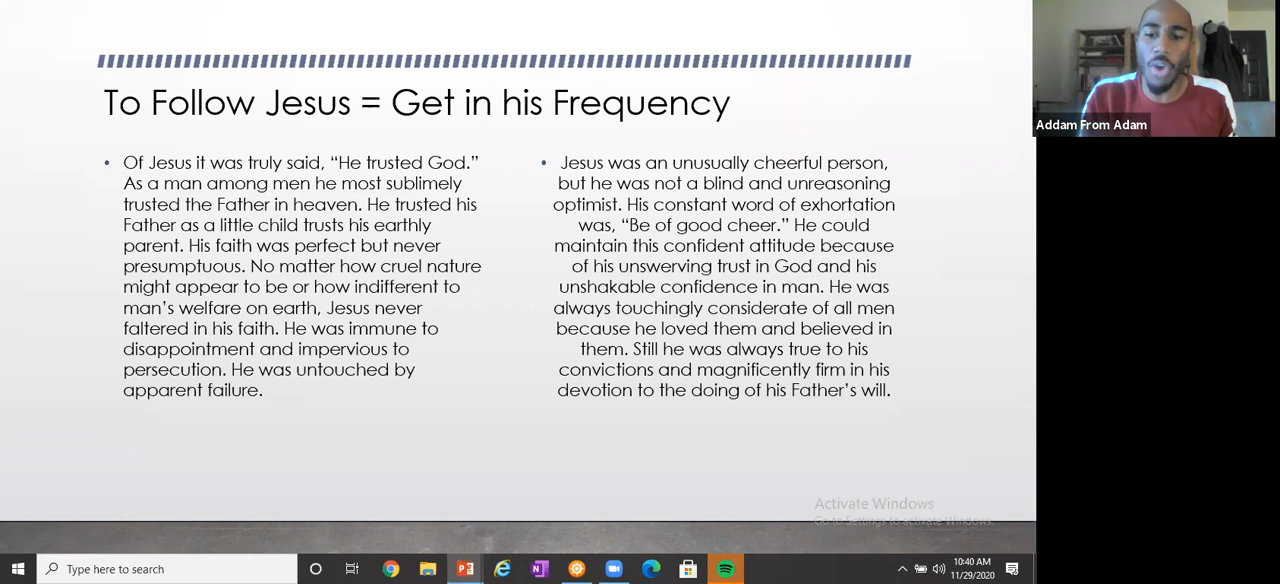 To Follow Jesus = Get in his Frequency
• Of Jesus it was truly said, “He trusted God.”
As a man among men he most sublimely
trusted the Father in heaven. He trusted his
Father as a little child trusts his earthly
parent. His faith was perfect but never
presumptuous. No matter how cruel nature
might appear to be or how indifferent to
man’s welfare on earth, Jesus never
faltered in his faith. He was immune to
disappointment and impervious to
persecution. He was untouched by
apparent failure.
• Jesus was an unusually cheerful person,
but he was not a blind and unreasoning
optimist. His constant word of exhortation
was, “Be of good cheer.” He could
maintain this confident attitude because
of his unswerving trust in God and his
unshakable confidence in man. He was
always touchingly considerate of all men
because he loved them and believed in
them. Still he was always true to his
convictions and magnificently firm in his
devotion to the doing of his Father’s will.
Addam From Adam
Activate Windows
Go to Settings to activate Windows.
Type here to search
10:40 AM
11/29/2020